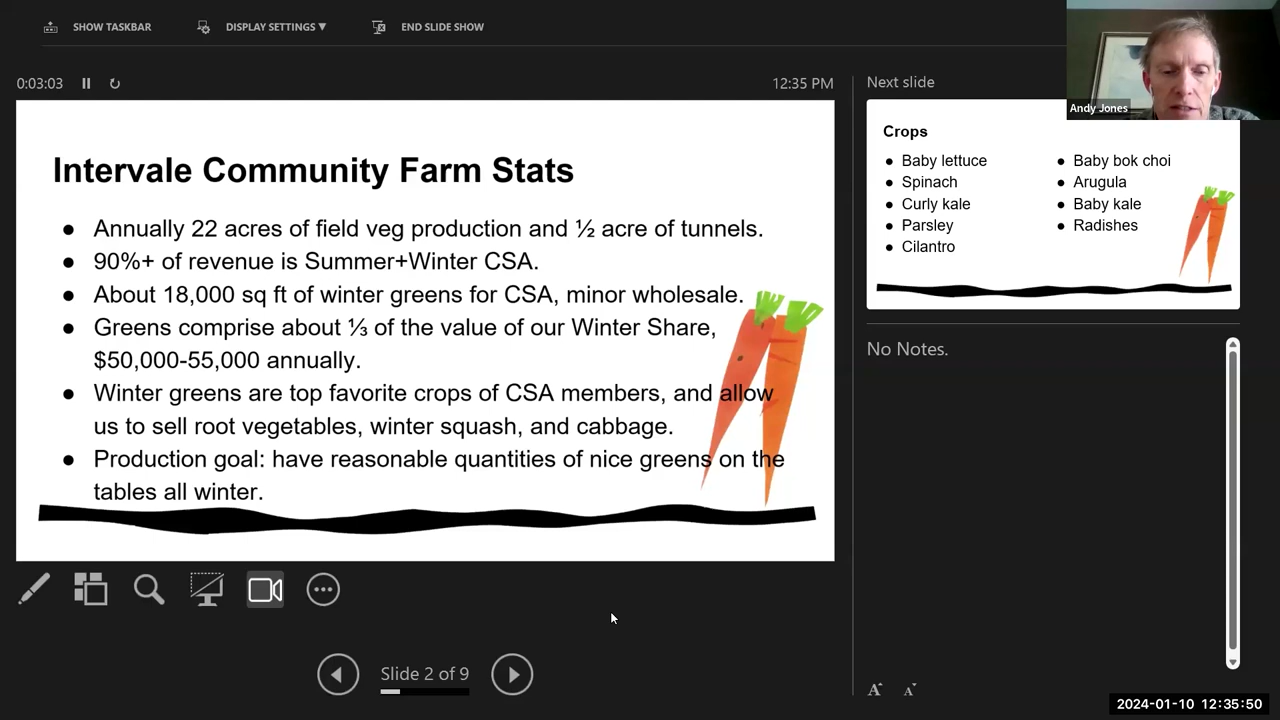 SHOW TASKBAR
DISPLAY SETTINGS ▼
END SLIDE SHOW
0:03:03
12:35 PM
Intervale Community Farm Stats
● Annually 22 acres of field veg production and ½ acre of tunnels.
● 90%+ of revenue is Summer+Winter CSA.
● About 18,000 sq ft of winter greens for CSA, minor wholesale.
● Greens comprise about ⅓ of the value of our Winter Share,
$50,000-55,000 annually.
● Winter greens are top favorite crops of CSA members, and allow
us to sell root vegetables, winter squash, and cabbage.
● Production goal: have reasonable quantities of nice greens on the
tables all winter.
Slide 2 of 9
Next slide
Andy Jones
Crops
● Baby lettuce
● Spinach
● Curly kale
● Parsley
● Cilantro
● Baby bok choi
● Arugula
● Baby kale
● Radishes
No Notes.
A A
2024-01-10 12:35:50